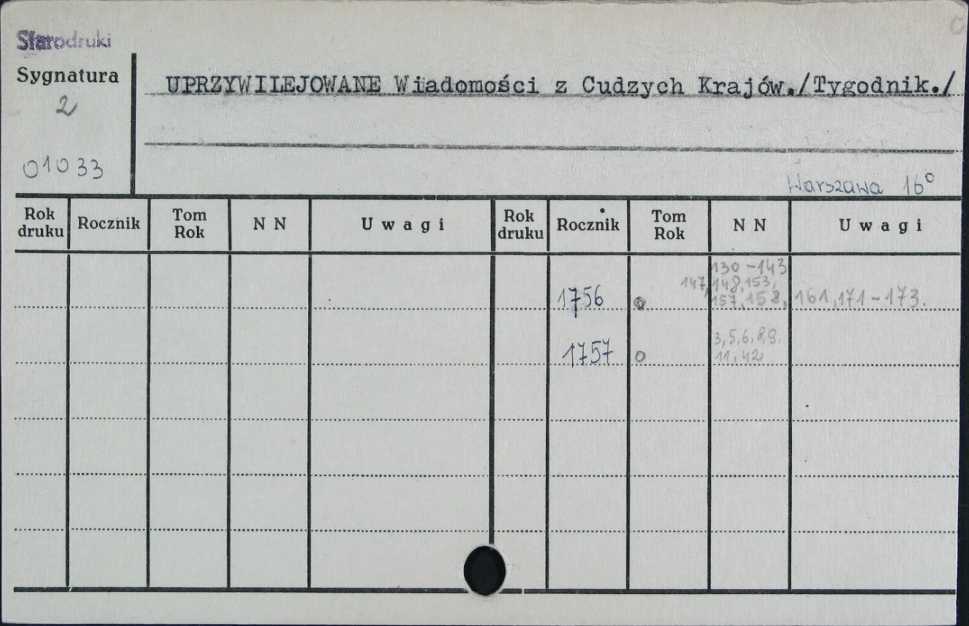 Starodruki
Sygnatura
2
01033
UPRZYWILEJOWANE Wiadomości z Cudzych Krajów./Tygodnik./
Warszawa 16°
Rok druku Rocznik Tom Rok N N U w a g i Rok druku Rocznik Tom Rok N N U w a g i
130-143
147, 148, 153,
1756 o 157, 158, 161, 171-173.
3, 5, 6, 8, 9.
1757 o 11, 42